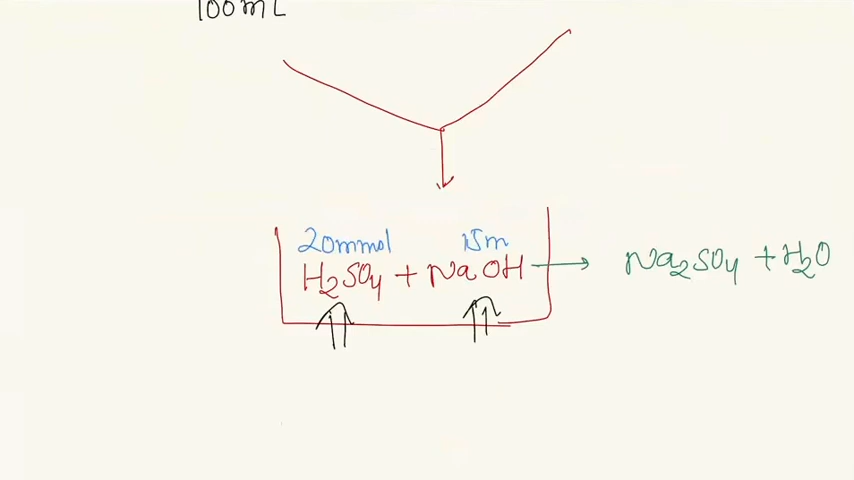 100mL
20mmol 15m
H₂SO₄ + NaOH → Na₂SO₄ + H₂O